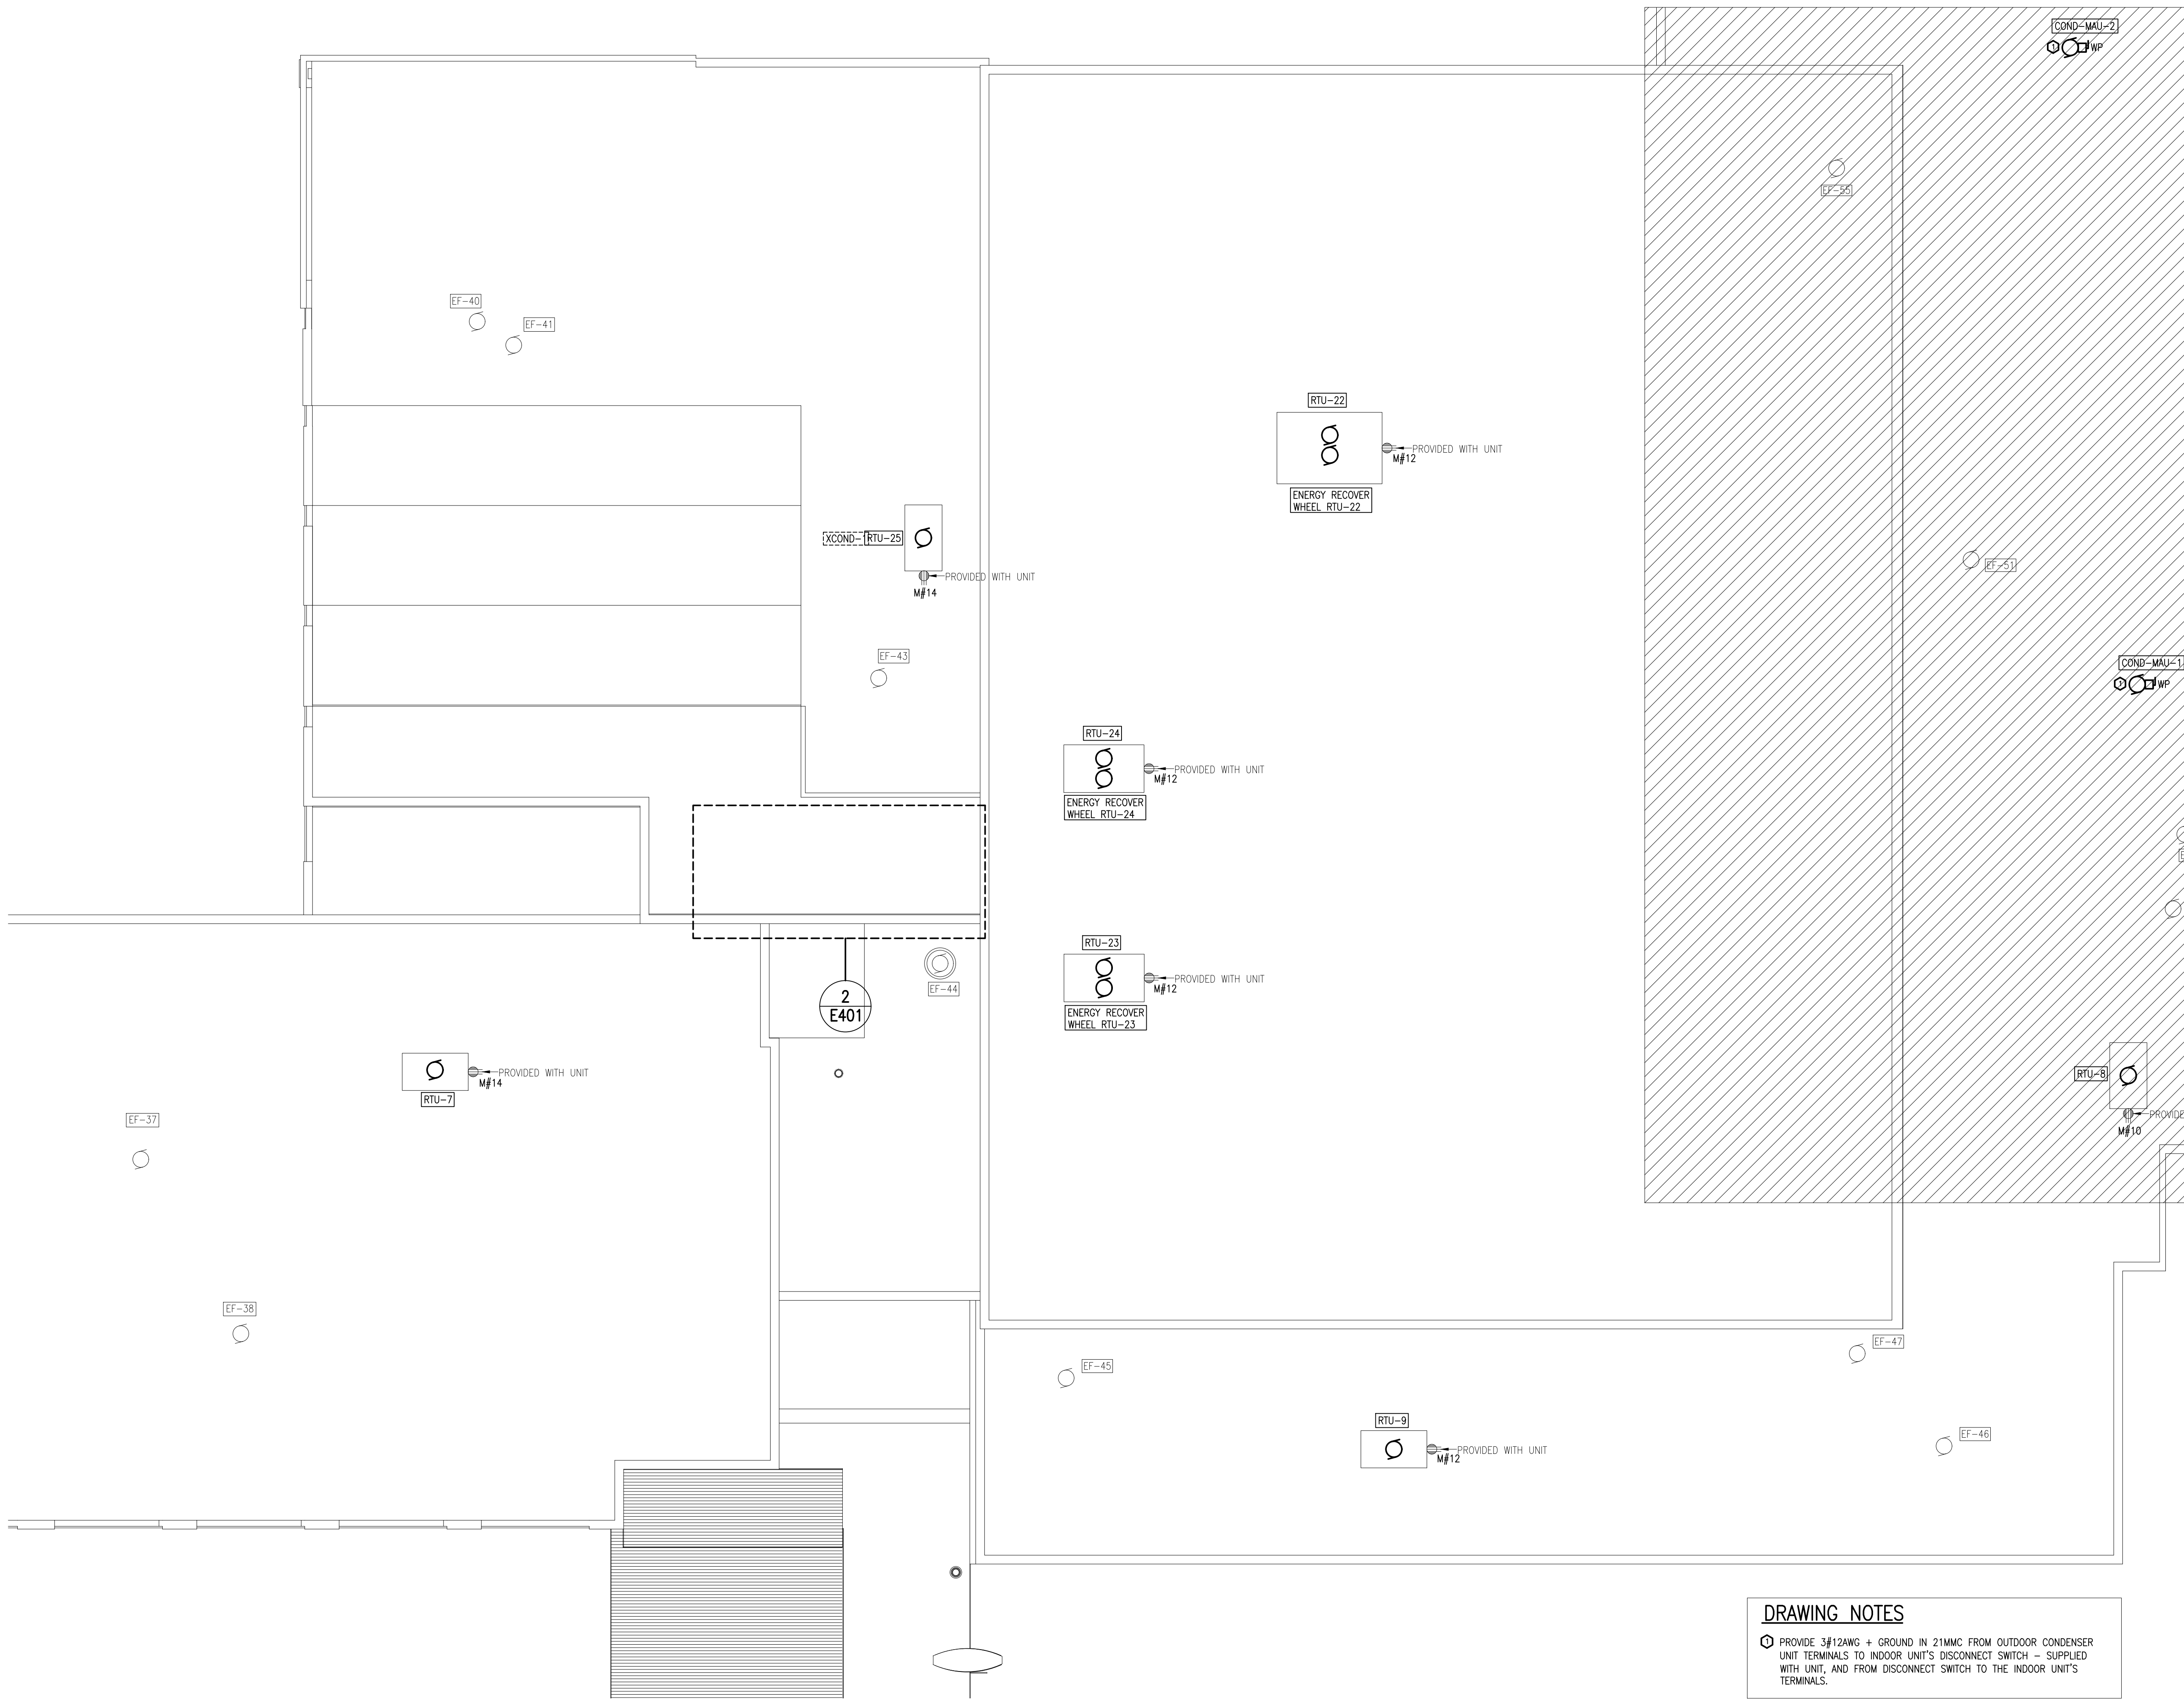 COND-MAU-2
1 WP
EF-55
EF-40
EF-41
RTU-22
PROVIDED WITH UNIT
M#12
ENERGY RECOVER
WHEEL RTU-22
XCOND-1
RTU-25
PROVIDED WITH UNIT
M#14
EF-51
EF-43
COND-MAU-1
1 WP
RTU-24
PROVIDED WITH UNIT
M#12
ENERGY RECOVER
WHEEL RTU-24
RTU-23
PROVIDED WITH UNIT
M#12
ENERGY RECOVER
WHEEL RTU-23
EF-44
2
E401
PROVIDED WITH UNIT
M#14
RTU-7
RTU-8
M#10
EF-37
EF-38
EF-47
EF-45
RTU-9
PROVIDED WITH UNIT
M#12
EF-46
DRAWING NOTES
1 PROVIDE 3#12AWG + GROUND IN 21MMC FROM OUTDOOR CONDENSER
UNIT TERMINALS TO INDOOR UNIT'S DISCONNECT SWITCH – SUPPLIED
WITH UNIT, AND FROM DISCONNECT SWITCH TO THE INDOOR UNIT'S
TERMINALS.